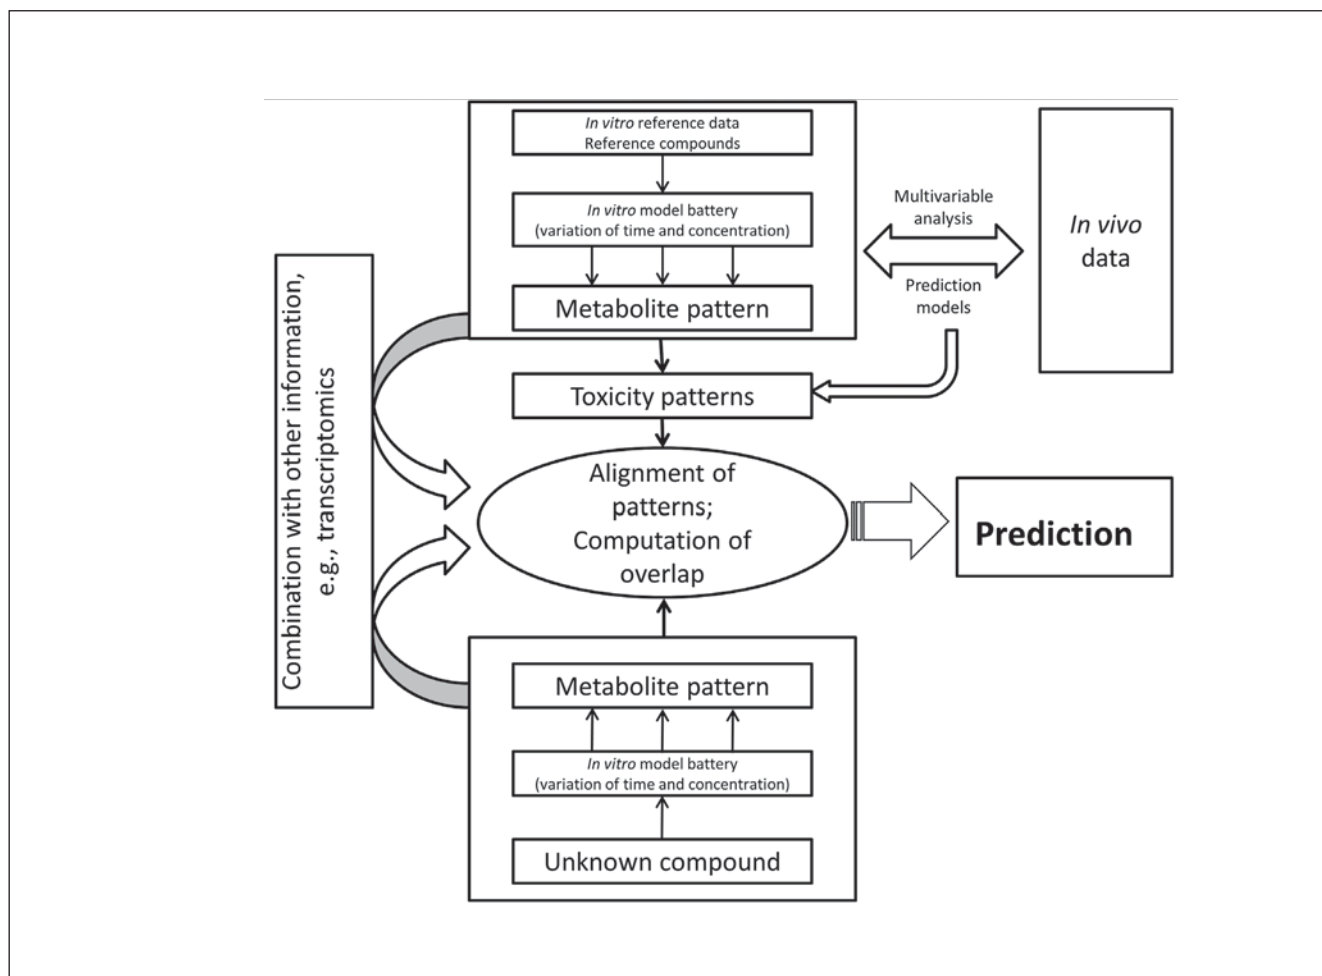 In vitro reference data
Reference compounds
In vitro model battery
(variation of time and concentration)
Metabolite pattern
Multivariable
analysis
Prediction
models
In vivo
data
Toxicity patterns
Combination with other information,
e.g., transcriptomics
Alignment of
patterns;
Computation of
overlap
Prediction
Metabolite pattern
In vitro model battery
(variation of time and concentration)
Unknown compound